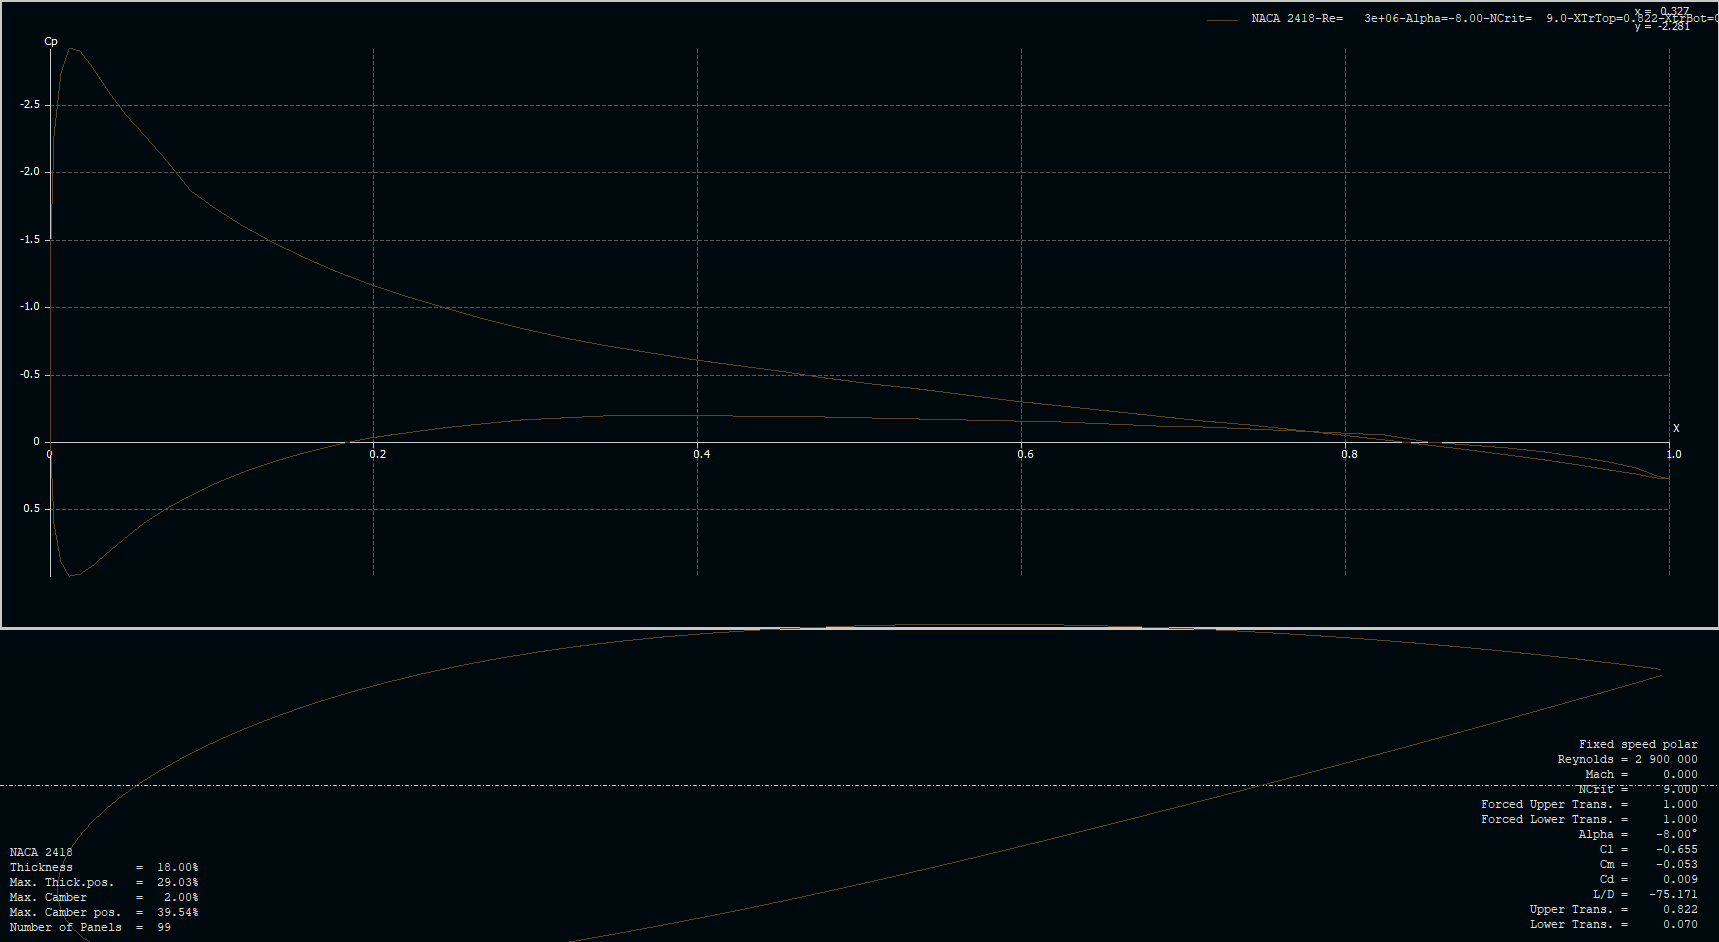 x = 0.327
NACA 2418-Re= 3e+06-Alpha=-8.00-NCrit= 9.0-XTrTop=0.822-XtrBot=0
y = -2.281
Cp
-2.5
-2.0
-1.5
-1.0
-0.5
X
0
0 0.2 0.4 0.6 0.8 1.0
0.5
Fixed speed polar
Reynolds = 2 900 000
Mach = 0.000
NCrit = 9.000
Forced Upper Trans. = 1.000
Forced Lower Trans. = 1.000
Alpha = -8.00°
Cl = -0.655
Cm = -0.053
Cd = 0.009
L/D = -75.171
Upper Trans. = 0.822
Lower Trans. = 0.070
NACA 2418
Thickness = 18.00%
Max. Thick.pos. = 29.03%
Max. Camber = 2.00%
Max. Camber pos. = 39.54%
Number of Panels = 99